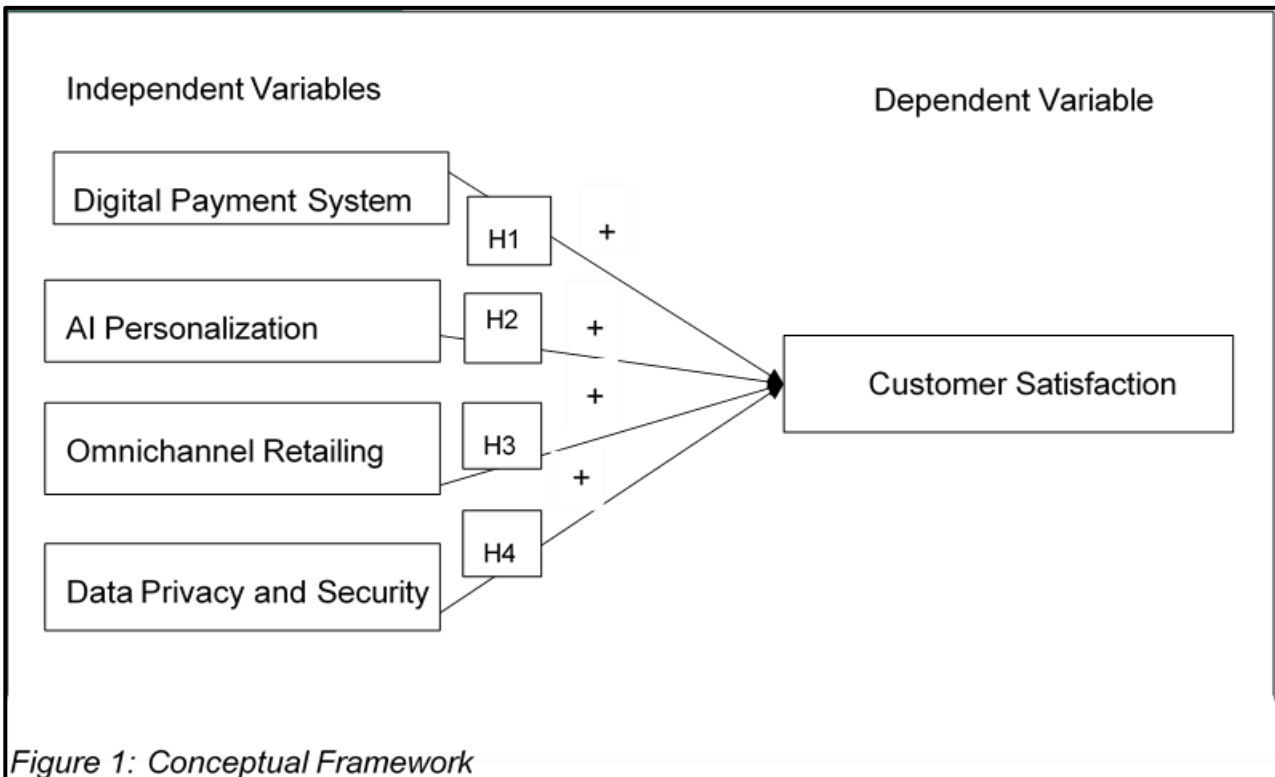 Independent Variables
Dependent Variable
Digital Payment System
H1
+
AI Personalization
H2
+
Customer Satisfaction
+
Omnichannel Retailing
H3
+
H4
Data Privacy and Security
Figure 1: Conceptual Framework